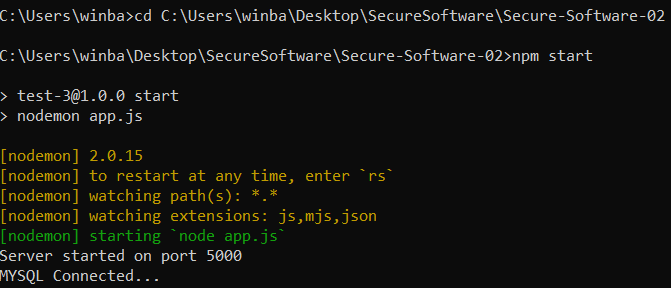 C:\Users\winba>cd C:\Users\winba\Desktop\SecureSoftware\Secure-Software-02
C:\Users\winba\Desktop\SecureSoftware\Secure-Software-02>npm start
> test-3@1.0.0 start
> nodemon app.js
[nodemon] 2.0.15
[nodemon] to restart at any time, enter `rs`
[nodemon] watching path(s): *.*
[nodemon] watching extensions: js,mjs,json
[nodemon] starting `node app.js`
Server started on port 5000
MYSQL Connected...